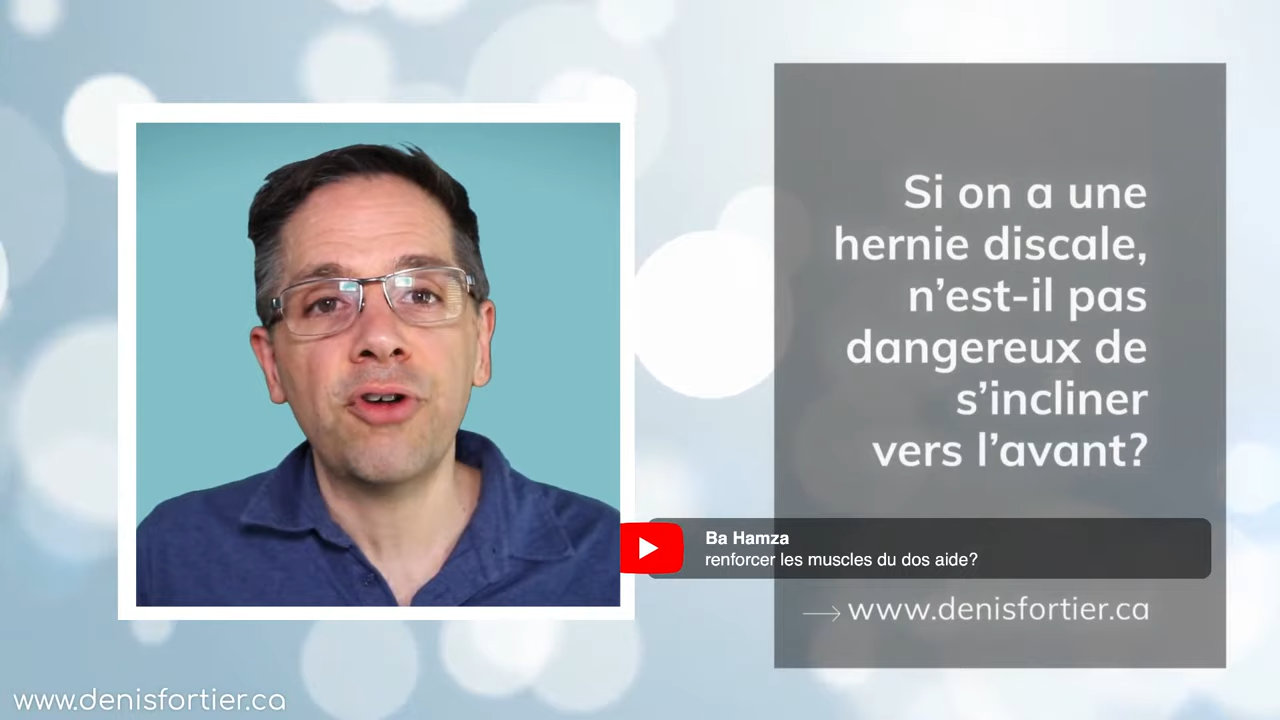 Si on a une
hernie discale,
n'est-il pas
dangereux de
s'incliner
vers l'avant?
Ba Hamza
renforcer les muscles du dos aide?
www.denisfortier.ca
www.denisfortier.ca